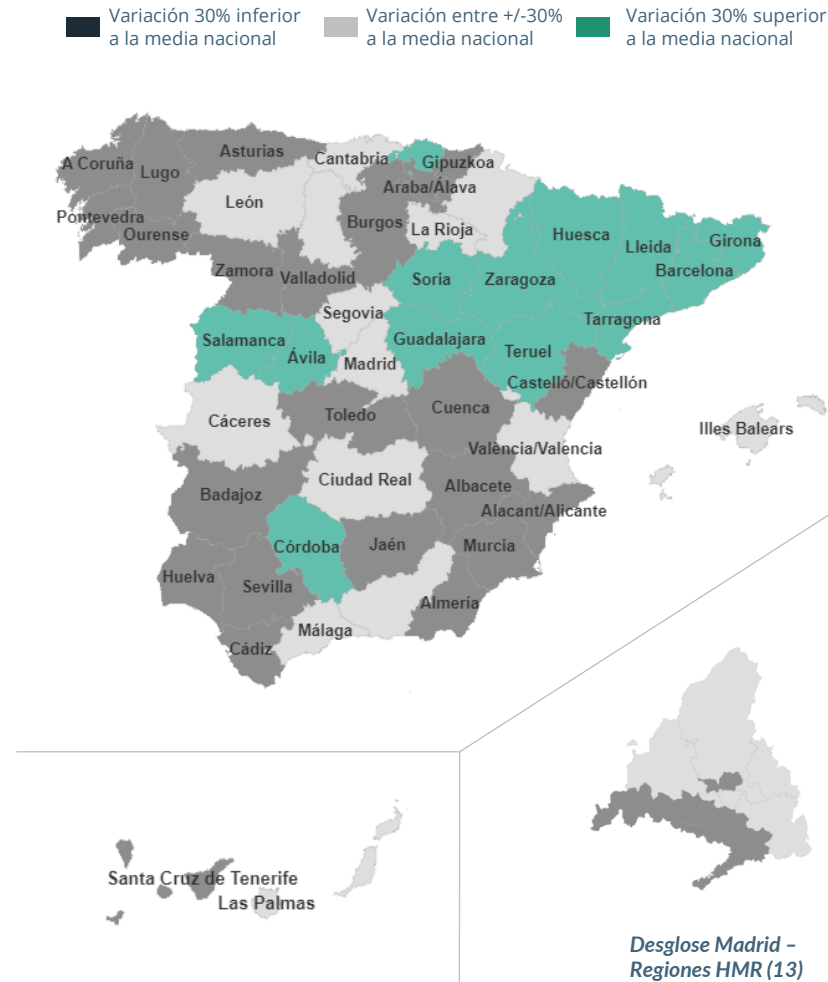 Variación 30% inferior
a la media nacional
Variación entre +/-30%
a la media nacional
Variación 30% superior
a la media nacional
A Coruña
Lugo
Asturias
Cantabria
Gipuzkoa
Araba/Álava
León
Burgos
La Rioja
Pontevedra
Ourense
Huesca
Lleida
Girona
Barcelona
Zamora
Valladolid
Soria
Zaragoza
Segovia
Tarragona
Salamanca
Ávila
Madrid
Guadalajara
Teruel
Castelló/Castellón
Cáceres
Toledo
Cuenca
Illes Balears
València/Valencia
Ciudad Real
Badajoz
Albacete
Alacant/Alicante
Córdoba
Jaén
Murcia
Huelva
Sevilla
Almería
Málaga
Cádiz
Santa Cruz de Tenerife
Las Palmas
Desglose Madrid –
Regiones HMR (13)